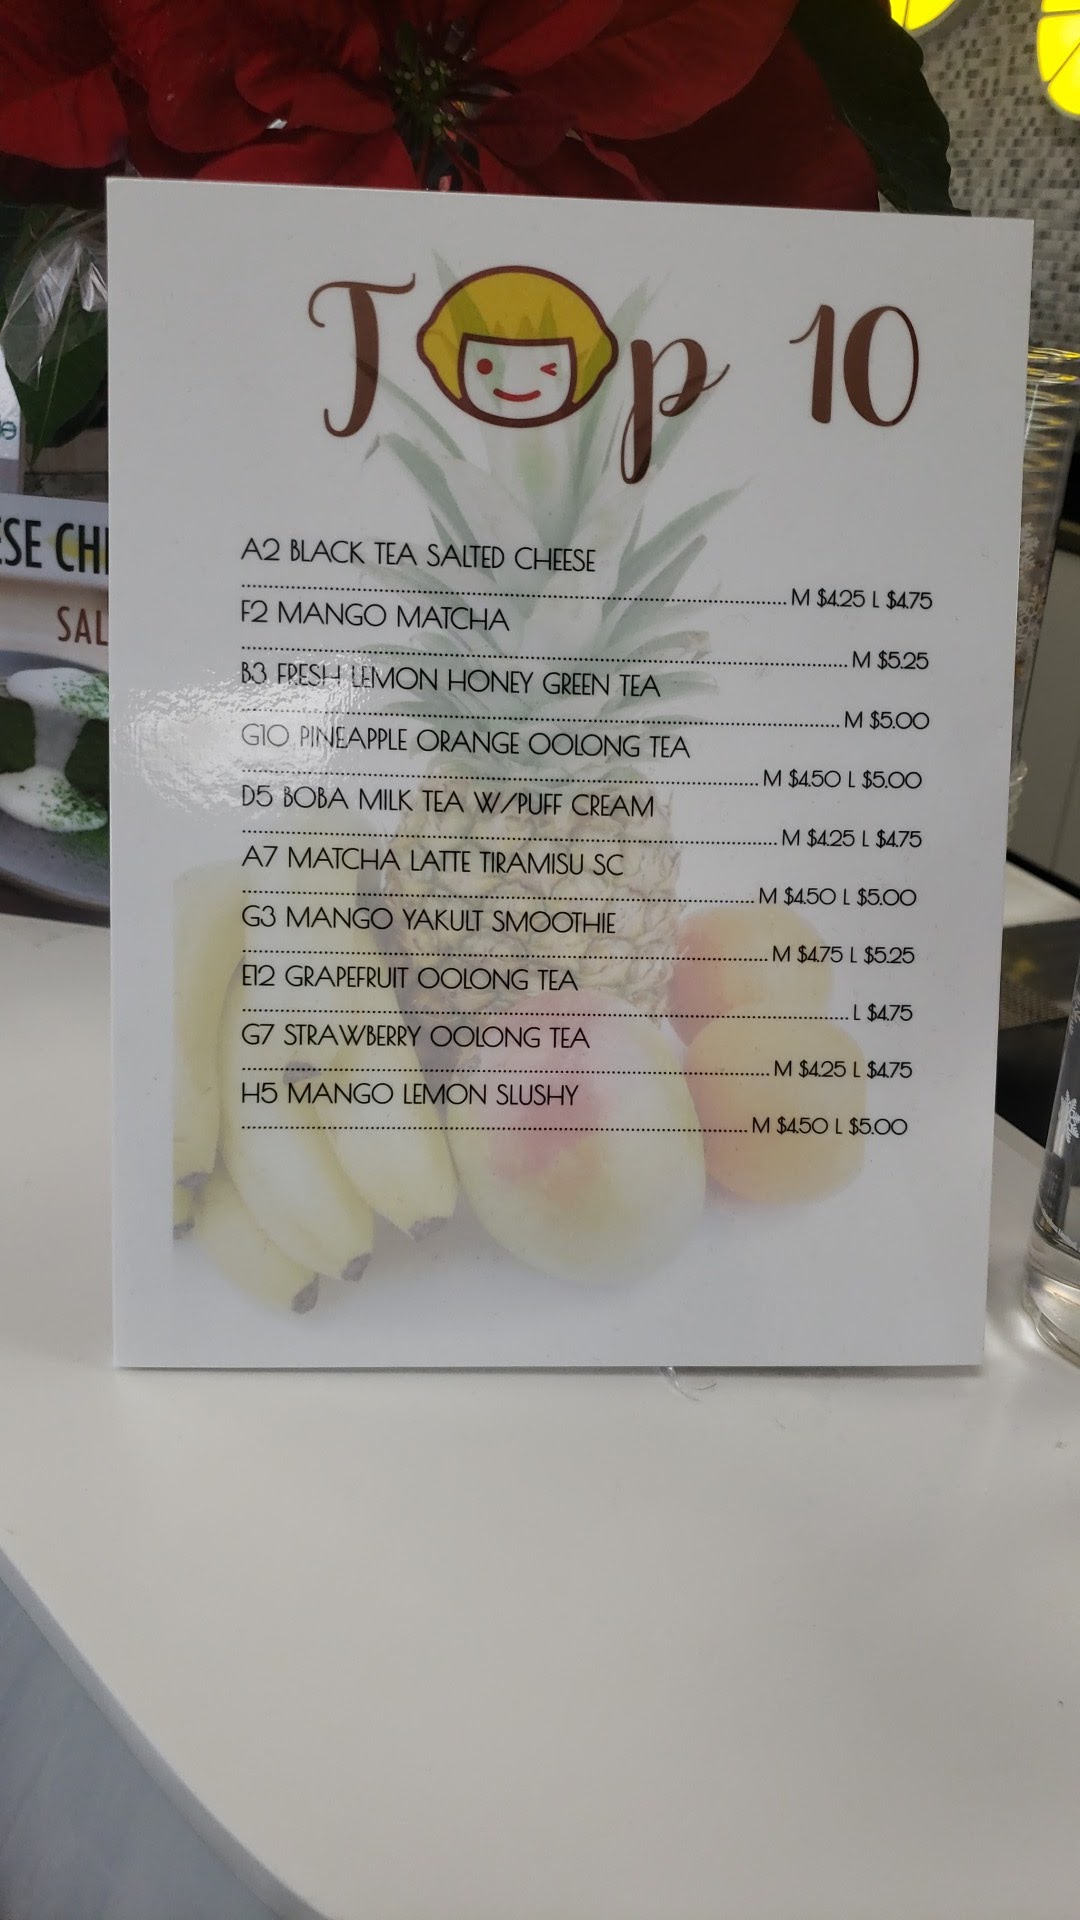 Top 10
A2 BLACK TEA SALTED CHEESE
M $4.25 L $4.75
F2 MANGO MATCHA
M $5.25
B3 FRESH LEMON HONEY GREEN TEA
M $5.00
G10 PINEAPPLE ORANGE OOLONG TEA
M $4.50 L $5.00
D5 BOBA MILK TEA W/PUFF CREAM
M $4.25 L $4.75
A7 MATCHA LATTE TIRAMISU SC
M $4.50 L $5.00
G3 MANGO YAKULT SMOOTHIE
M $4.75 L $5.25
E12 GRAPEFRUIT OOLONG TEA
L $4.75
G7 STRAWBERRY OOLONG TEA
M $4.25 L $4.75
H5 MANGO LEMON SLUSHY
M $4.50 L $5.00
ESE CH
SAL